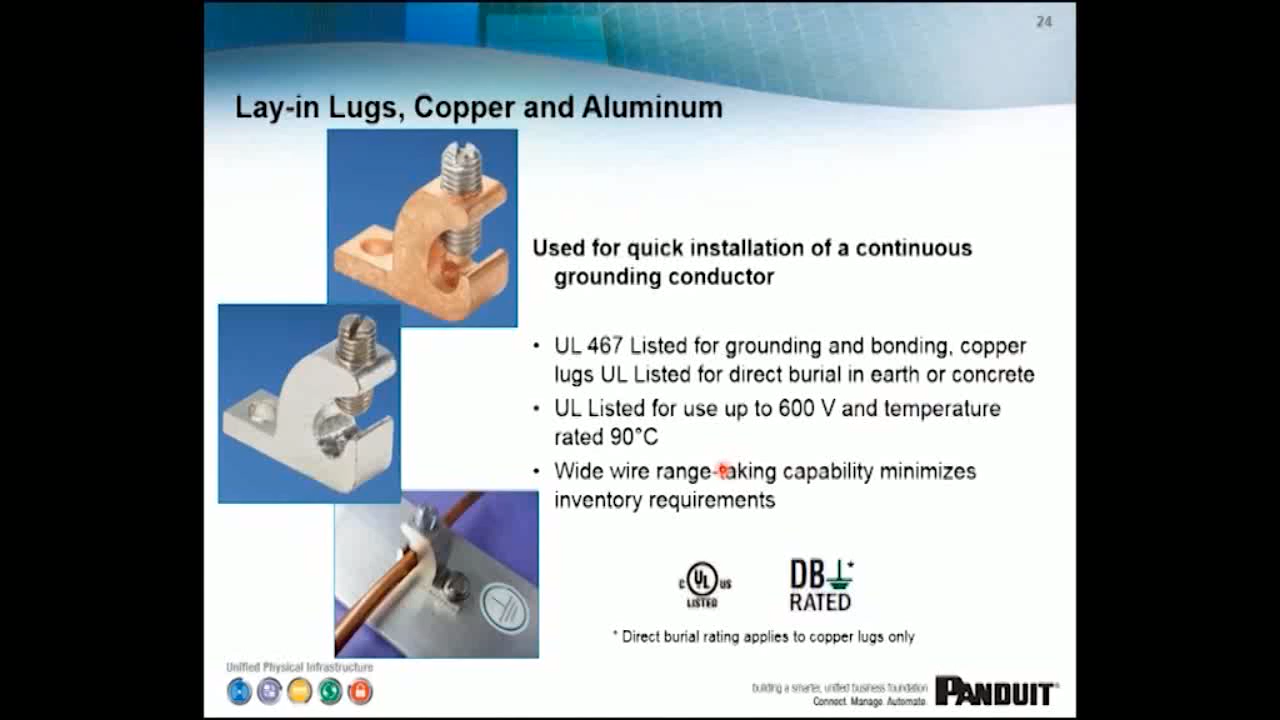 24
Lay-in Lugs, Copper and Aluminum
Used for quick installation of a continuous
grounding conductor
• UL 467 Listed for grounding and bonding, copper
lugs UL Listed for direct burial in earth or concrete
• UL Listed for use up to 600 V and temperature
rated 90°C
• Wide wire range-taking capability minimizes
inventory requirements
C UL US
LISTED
DB*
RATED
* Direct burial rating applies to copper lugs only
Unified Physical Infrastructure
building a smarter, unified business foundation
Connect. Manage. Automate.
PANDUIT®